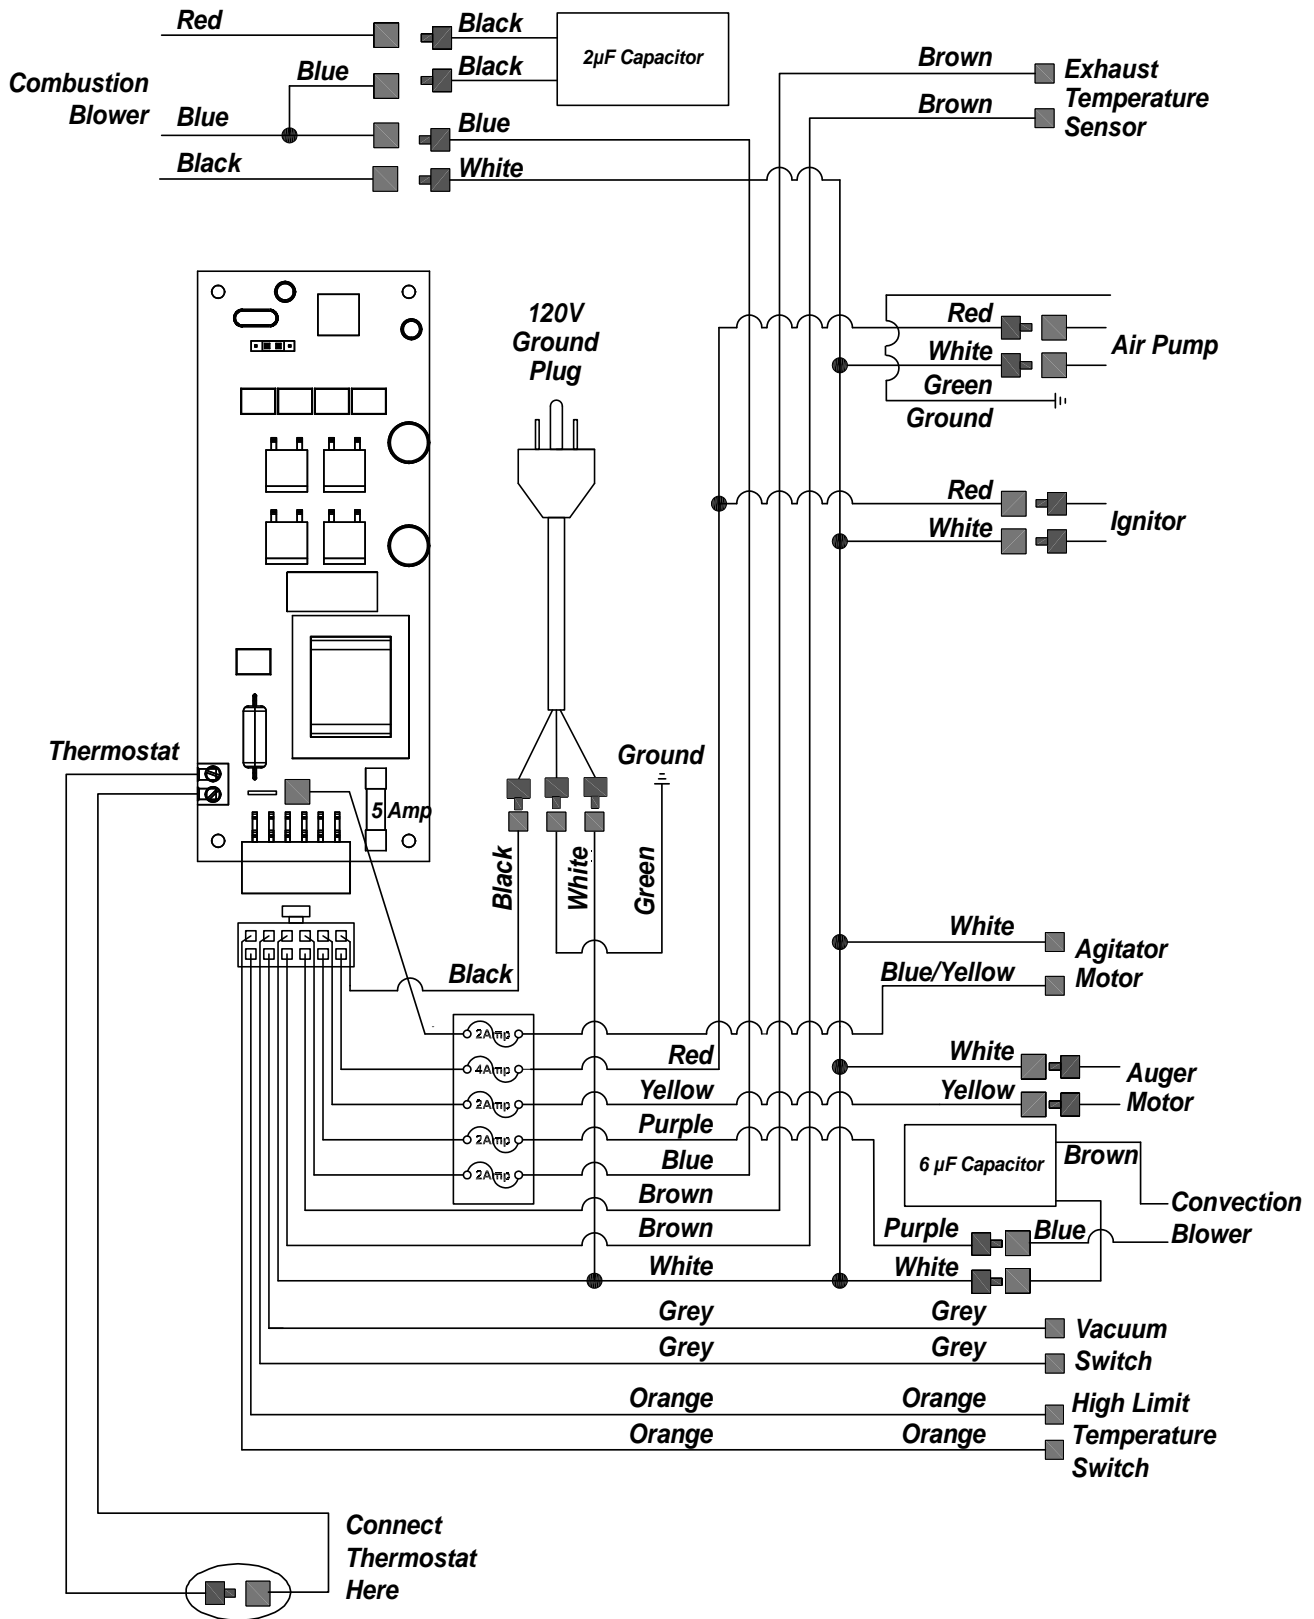 Red
Black
2µF Capacitor
Combustion
Blower
Blue
Black
Blue
Blue
Black
White
Brown
Brown
Exhaust
Temperature
Sensor
120V
Ground
Plug
Red
White
Green
Ground
Air Pump
Red
White
Ignitor
Thermostat
5 Amp
Ground
Black
White
Green
Black
White
Blue/Yellow
Agitator
Motor
2Amp
4Amp
2Amp
2Amp
2Amp
Red
Yellow
Purple
Blue
Brown
Brown
White
White
Yellow
Auger
Motor
6 µF Capacitor
Brown
Convection
Blower
Purple
Blue
White
Grey
Grey
Grey
Grey
Vacuum
Switch
Orange
Orange
Orange
Orange
High Limit
Temperature
Switch
Connect
Thermostat
Here